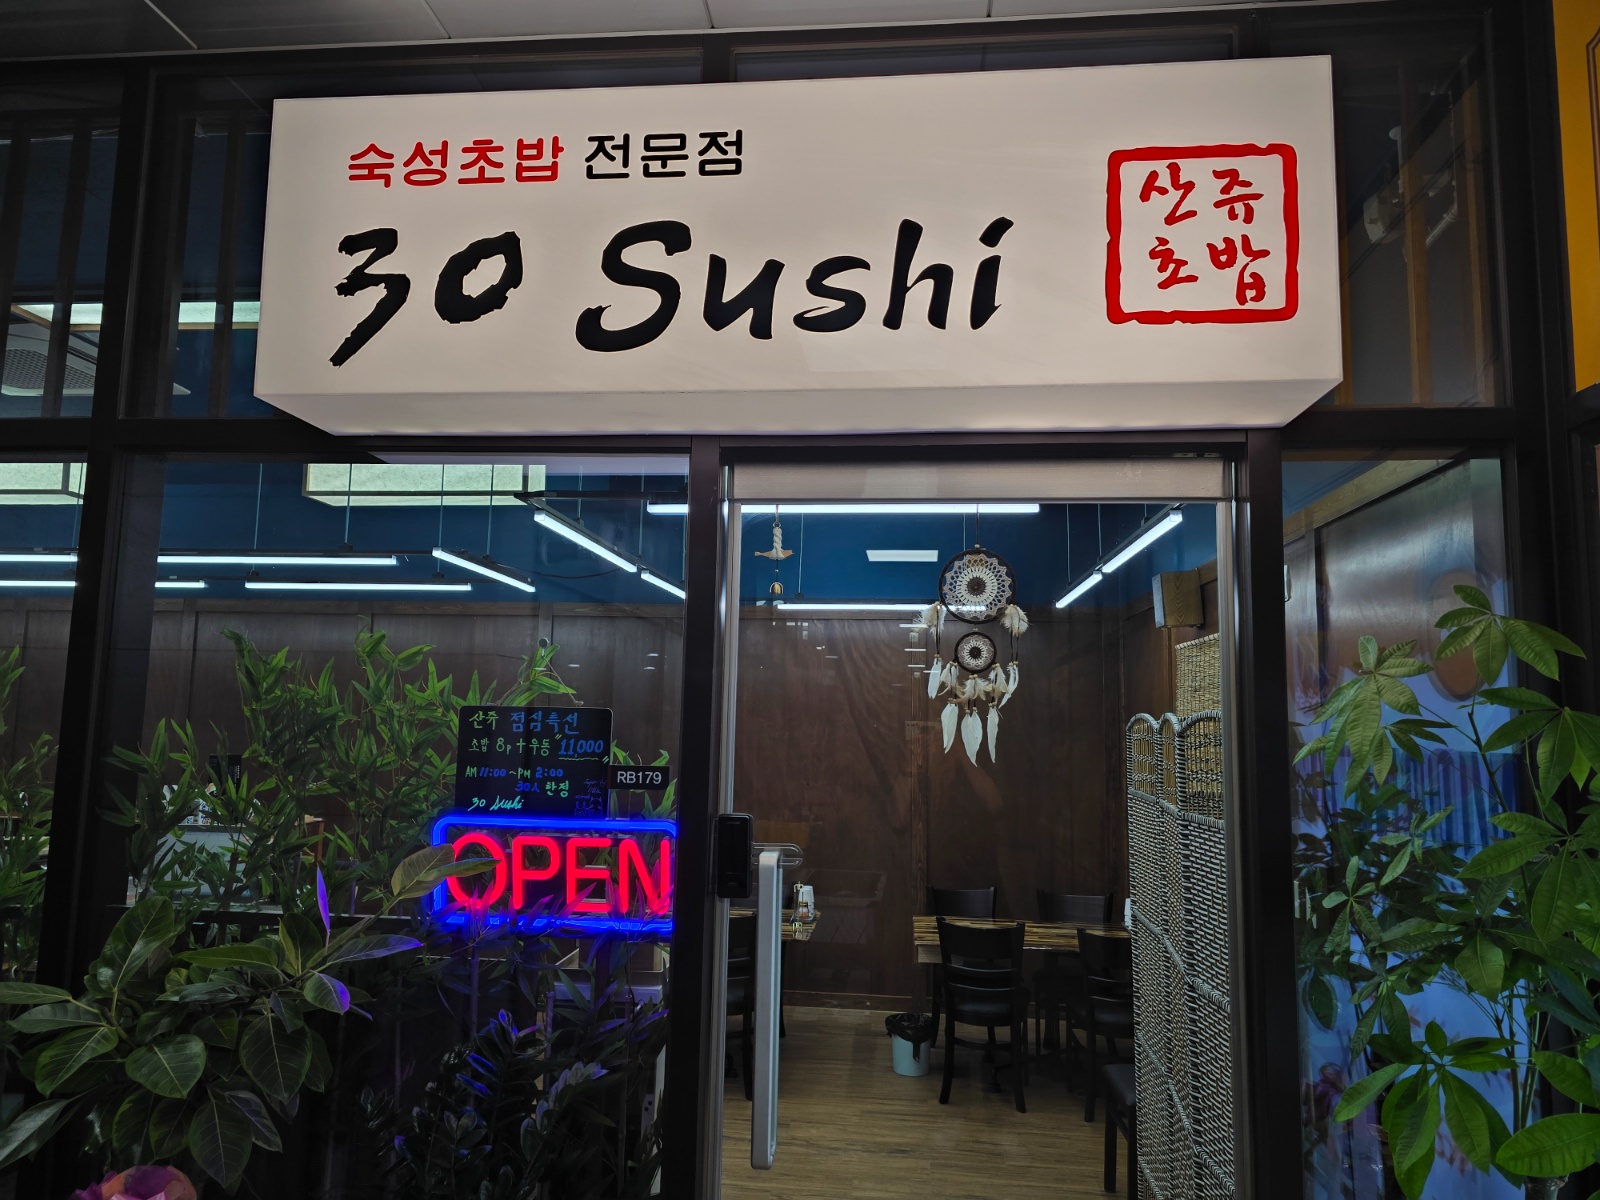 숙성초밥 전문점
30 Sushi
산쥬
초밥
산쥬 점심특선
초밥 8p + 우동 "11,000"
AM 11:00 ~ PM 2:00
30人 한정
30 Sushi
RB179
OPEN